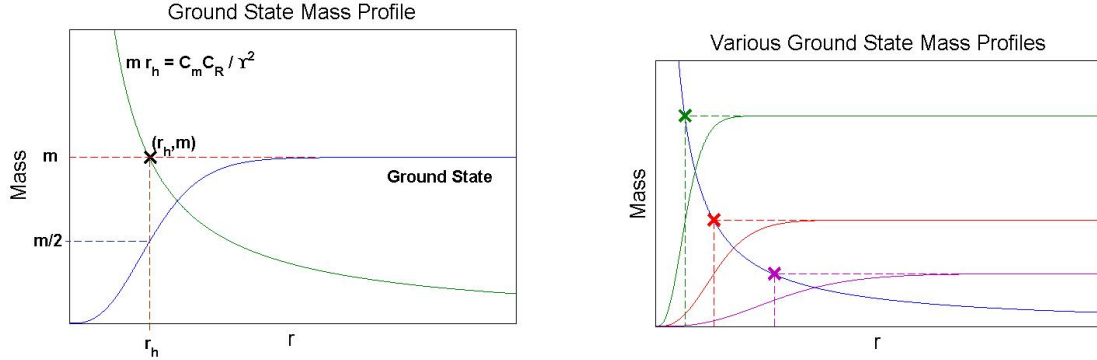 Ground State Mass Profile
m r_h = C_m C_R / ϒ^2
(r_h,m)
m
Ground State
Mass
m/2
r
r_h
Various Ground State Mass Profiles
Mass
r